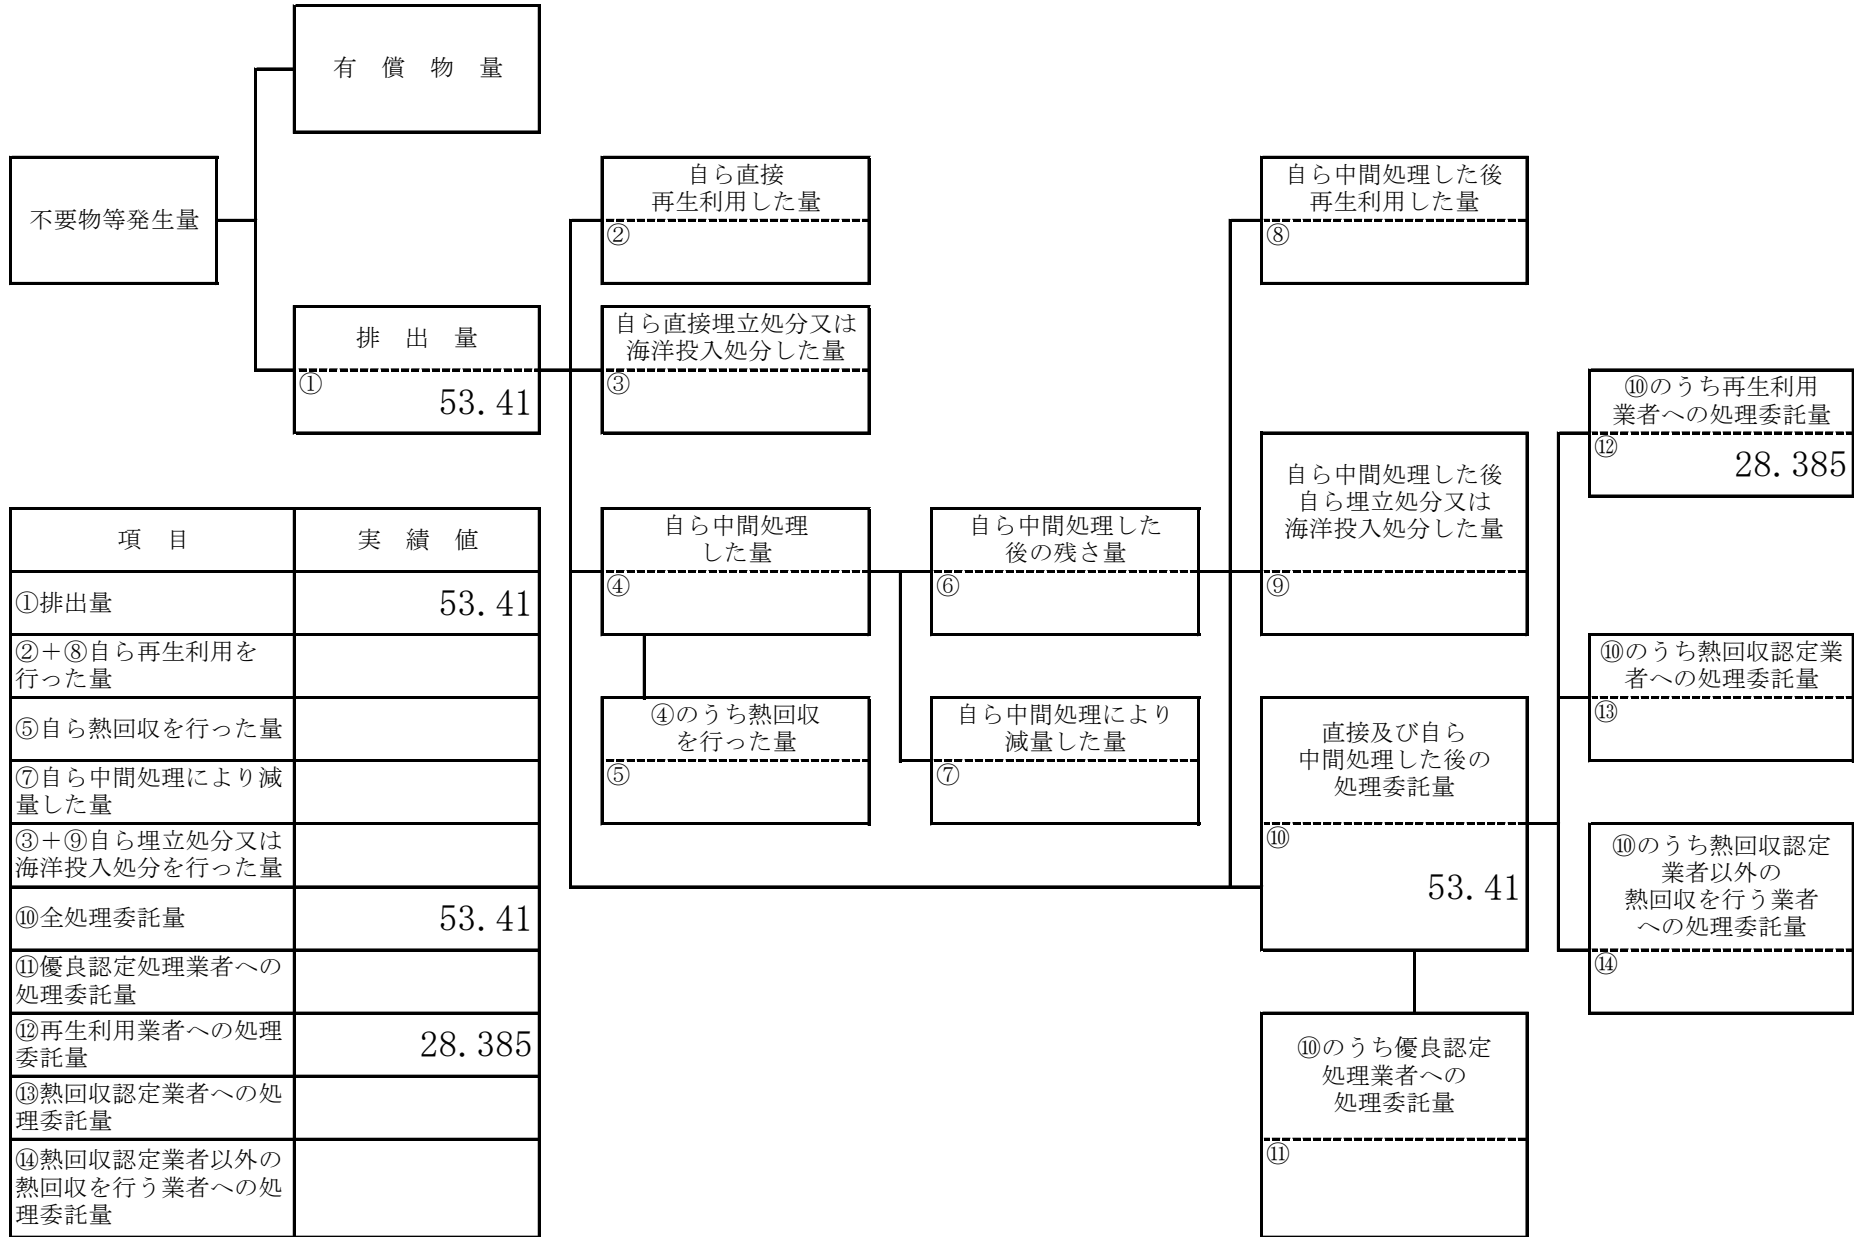 有　償　物　量
不要物等発生量
排　出　量
①
53.41
自ら直接
再生利用した量
②
自ら直接埋立処分又は
海洋投入処分した量
③
自ら中間処理
した量
④
④のうち熱回収
を行った量
⑤
自ら中間処理した
後の残さ量
⑥
自ら中間処理により
減量した量
⑦
自ら中間処理した後
再生利用した量
⑧
自ら中間処理した後
自ら埋立処分又は
海洋投入処分した量
⑨
直接及び自ら
中間処理した後の
処理委託量
⑩
53.41
⑩のうち優良認定
処理業者への
処理委託量
⑪
⑩のうち再生利用
業者への処理委託量
⑫
28.385
⑩のうち熱回収認定業
者への処理委託量
⑬
⑩のうち熱回収認定
業者以外の
熱回収を行う業者
への処理委託量
⑭
項　目　実　績　値
①排出量　53.41
②＋⑧自ら再生利用を
行った量
⑤自ら熱回収を行った量
⑦自ら中間処理により減
量した量
③＋⑨自ら埋立処分又は
海洋投入処分を行った量
⑩全処理委託量　53.41
⑪優良認定処理業者への
処理委託量
⑫再生利用業者への処理
委託量　28.385
⑬熱回収認定業者への処
理委託量
⑭熱回収認定業者以外の
熱回収を行う業者への処
理委託量